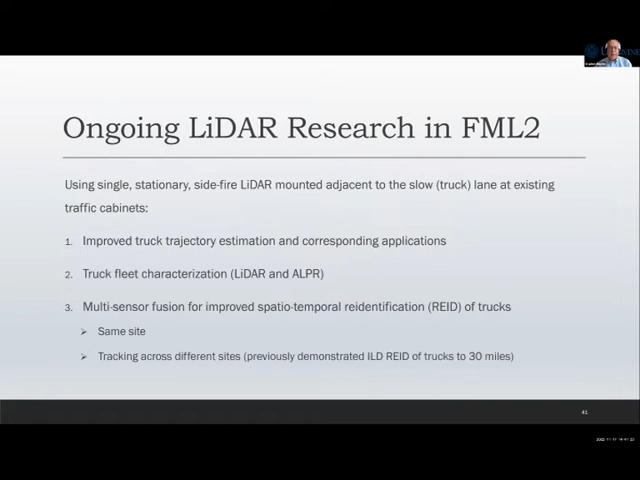 Ongoing LiDAR Research in FML2
Using single, stationary, side-fire LiDAR mounted adjacent to the slow (truck) lane at existing
traffic cabinets:
1. Improved truck trajectory estimation and corresponding applications
2. Truck fleet characterization (LiDAR and ALPR)
3. Multi-sensor fusion for improved spatio-temporal reidentification (REID) of trucks
➢ Same site
➢ Tracking across different sites (previously demonstrated ILD REID of trucks to 30 miles)
41